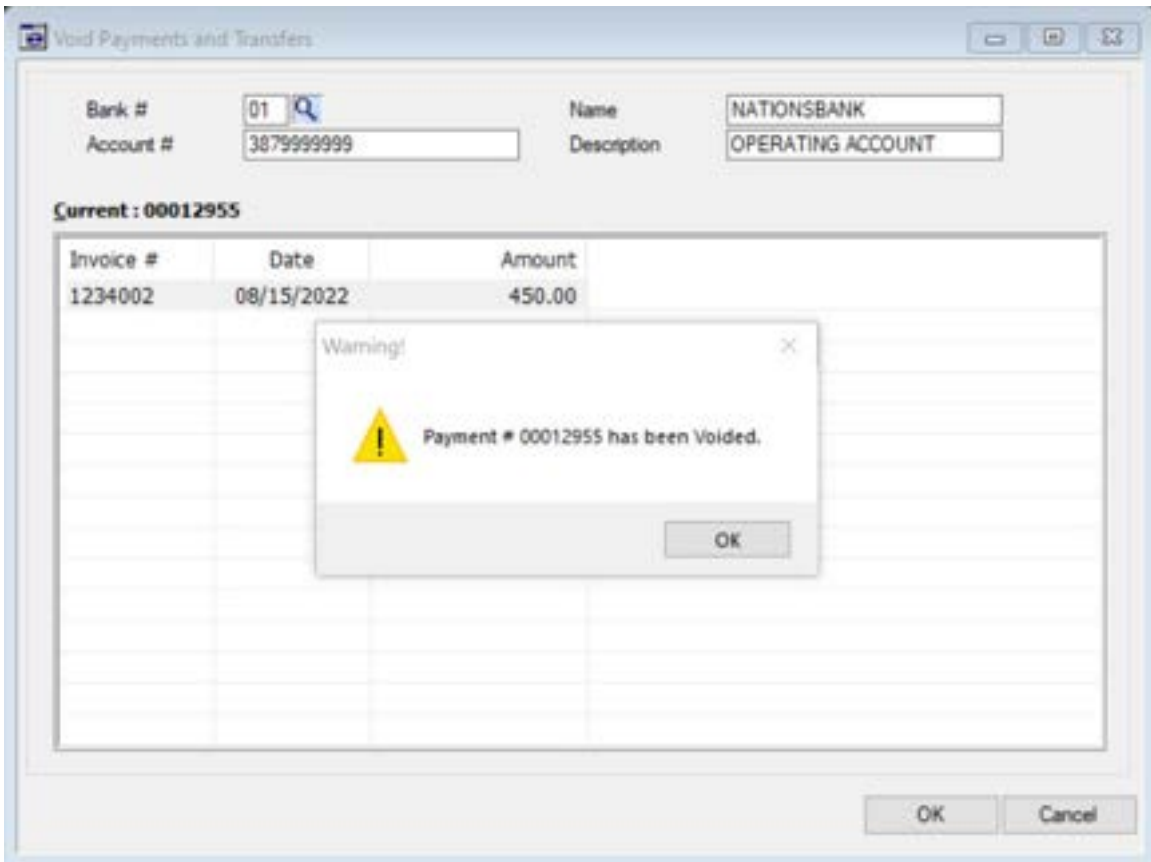 Void Payments and Transfers
Bank # 01 Name NATIONSBANK
Account # 3879999999 Description OPERATING ACCOUNT
Current : 00012955
Invoice # Date Amount
1234002 08/15/2022 450.00
Warning!
Payment # 00012955 has been Voided.
OK
OK Cancel